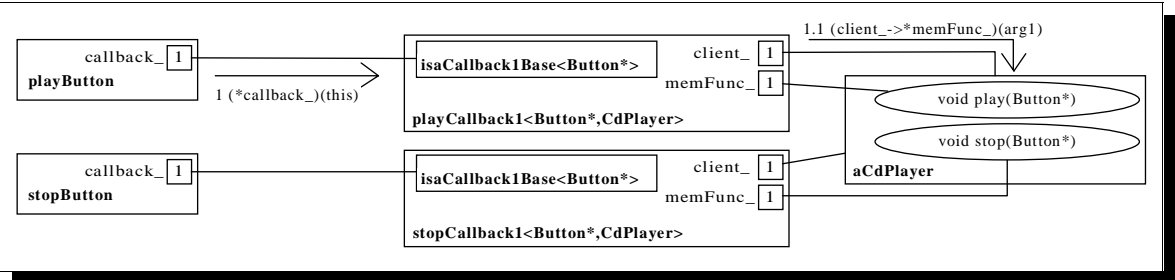 1.1 (client_->*memFunc_)(arg1)
callback_ 1
playButton
1 (*callback_)(this)
isaCallback1Base<Button*>
client_ 1
memFunc_ 1
playCallback1<Button*,CdPlayer>
void play(Button*)
void stop(Button*)
aCdPlayer
callback_ 1
stopButton
isaCallback1Base<Button*>
client_ 1
memFunc_ 1
stopCallback1<Button*,CdPlayer>